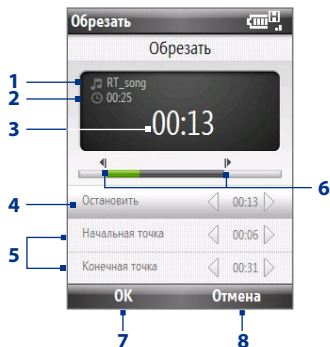 Обрезать
Обрезать
1 RT_song
2 00:25
3 00:13
6
4 Остановить 00:13
5 Начальная точка 00:06
Конечная точка 00:31
OK Отмена
7 8